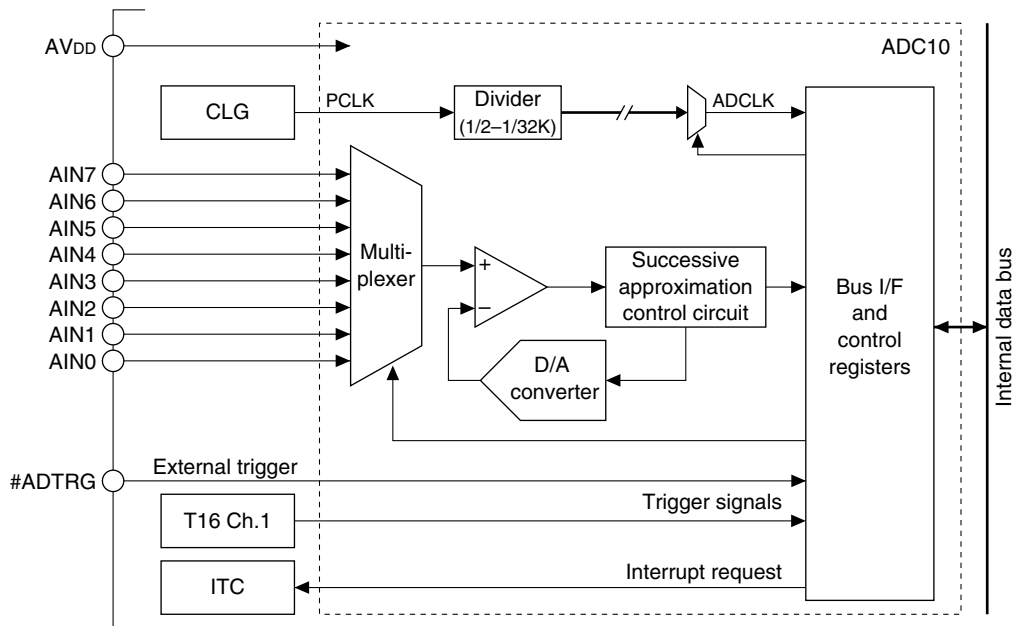 AVDD
ADC10
CLG
PCLK
Divider
(1/2–1/32K)
ADCLK
AIN7
AIN6
AIN5
AIN4
AIN3
AIN2
AIN1
AIN0
Multi-
plexer
+
−
Successive
approximation
control circuit
D/A
converter
Bus I/F
and
control
registers
Internal data bus
#ADTRG
External trigger
T16 Ch.1
Trigger signals
ITC
Interrupt request